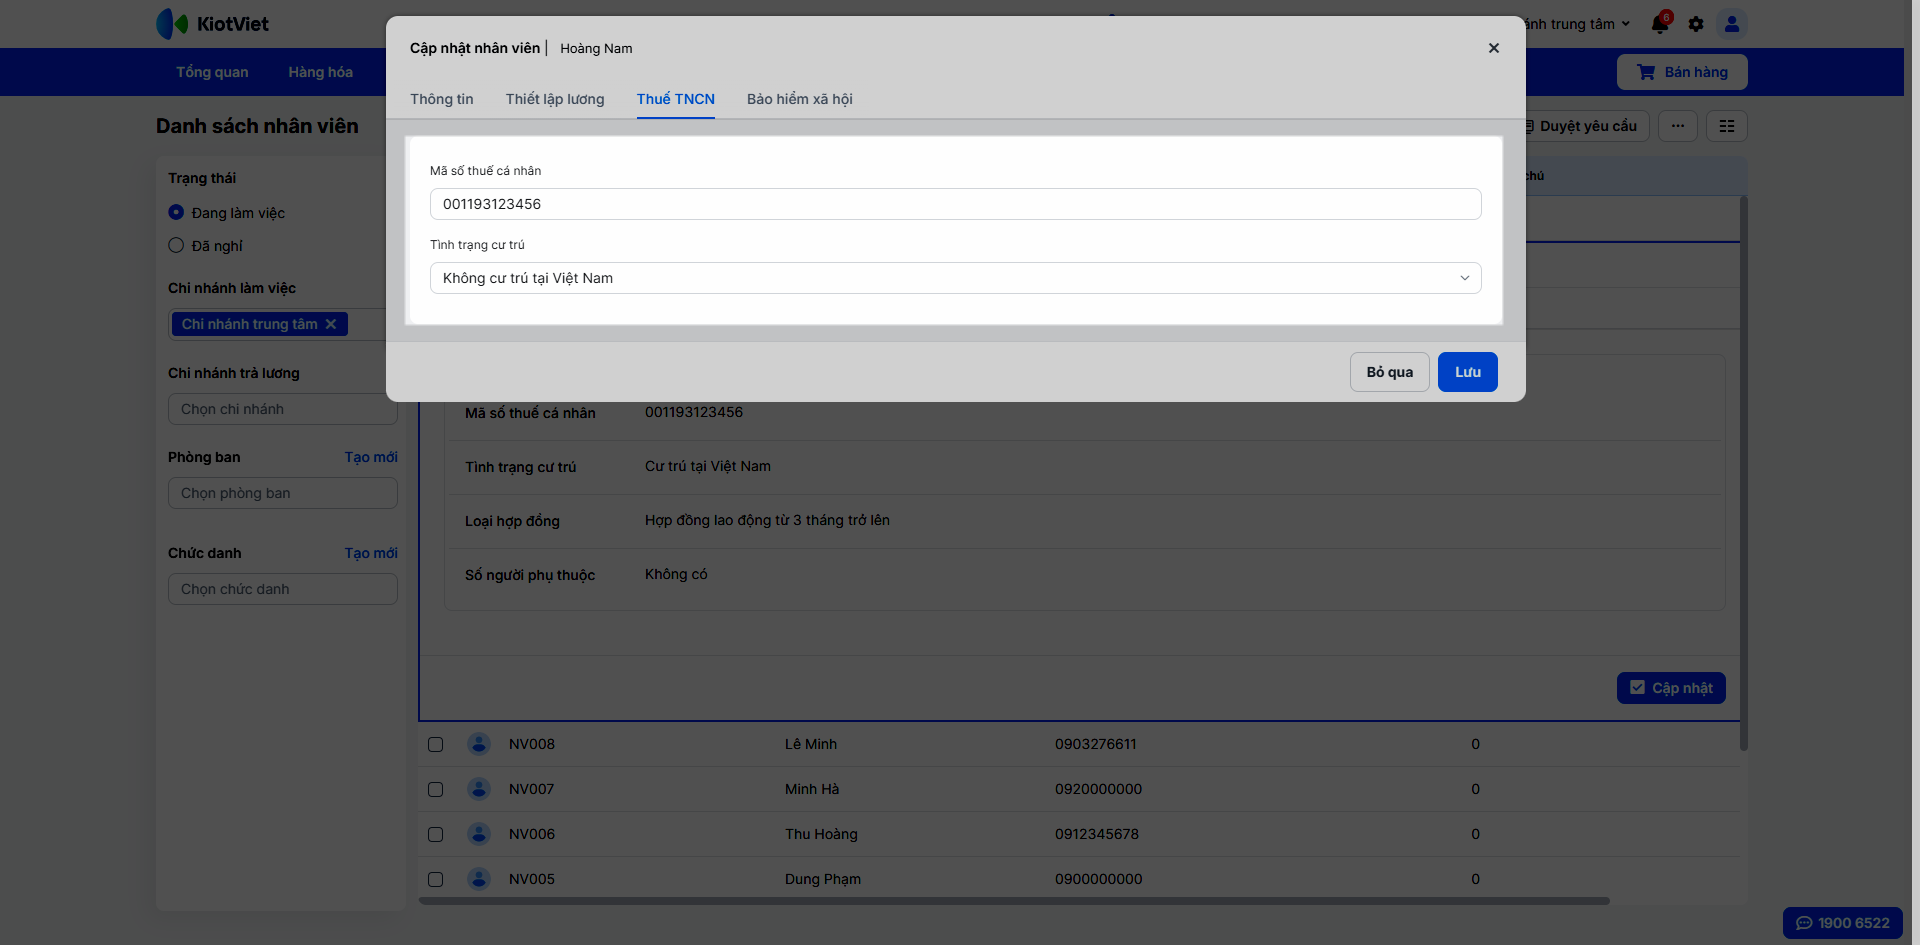 KiotViet
ánh trung tâm
6
Tổng quan
Hàng hóa
Bán hàng
Cập nhật nhân viên | Hoàng Nam
Thông tin
Thiết lập lương
Thuế TNCN
Bảo hiểm xã hội
Mã số thuế cá nhân
001193123456
Tình trạng cư trú
Không cư trú tại Việt Nam
Bỏ qua
Lưu
Danh sách nhân viên
Duyệt yêu cầu
chú
Trạng thái
Đang làm việc
Đã nghỉ
Chi nhánh làm việc
Chi nhánh trung tâm
Chi nhánh trả lương
Chọn chi nhánh
Phòng ban
Tạo mới
Chọn phòng ban
Chức danh
Tạo mới
Chọn chức danh
Mã số thuế cá nhân 001193123456
Tình trạng cư trú Cư trú tại Việt Nam
Loại hợp đồng Hợp đồng lao động từ 3 tháng trở lên
Số người phụ thuộc Không có
Cập nhật
NV008 Lê Minh 0903276611 0
NV007 Minh Hà 0920000000 0
NV006 Thu Hoàng 0912345678 0
NV005 Dung Phạm 0900000000 0
1900 6522